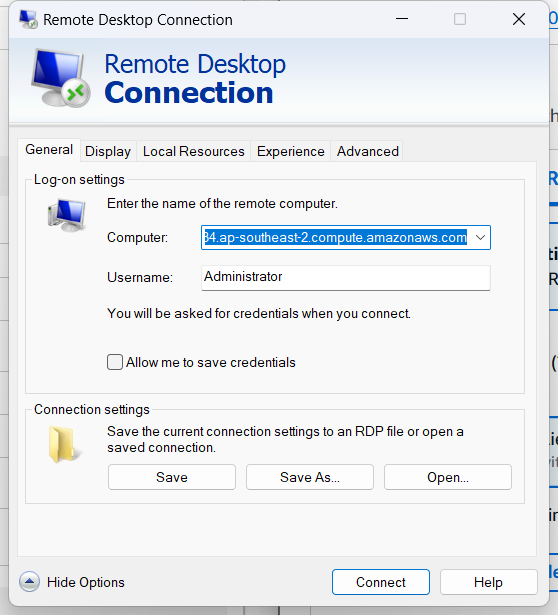 Remote Desktop Connection
Remote Desktop
Connection
General Display Local Resources Experience Advanced
Log-on settings
Enter the name of the remote computer.
Computer: 34.ap-southeast-2.compute.amazonaws.com
Username: Administrator
You will be asked for credentials when you connect.
Allow me to save credentials
Connection settings
Save the current connection settings to an RDP file or open a
saved connection.
Save Save As... Open...
Hide Options Connect Help